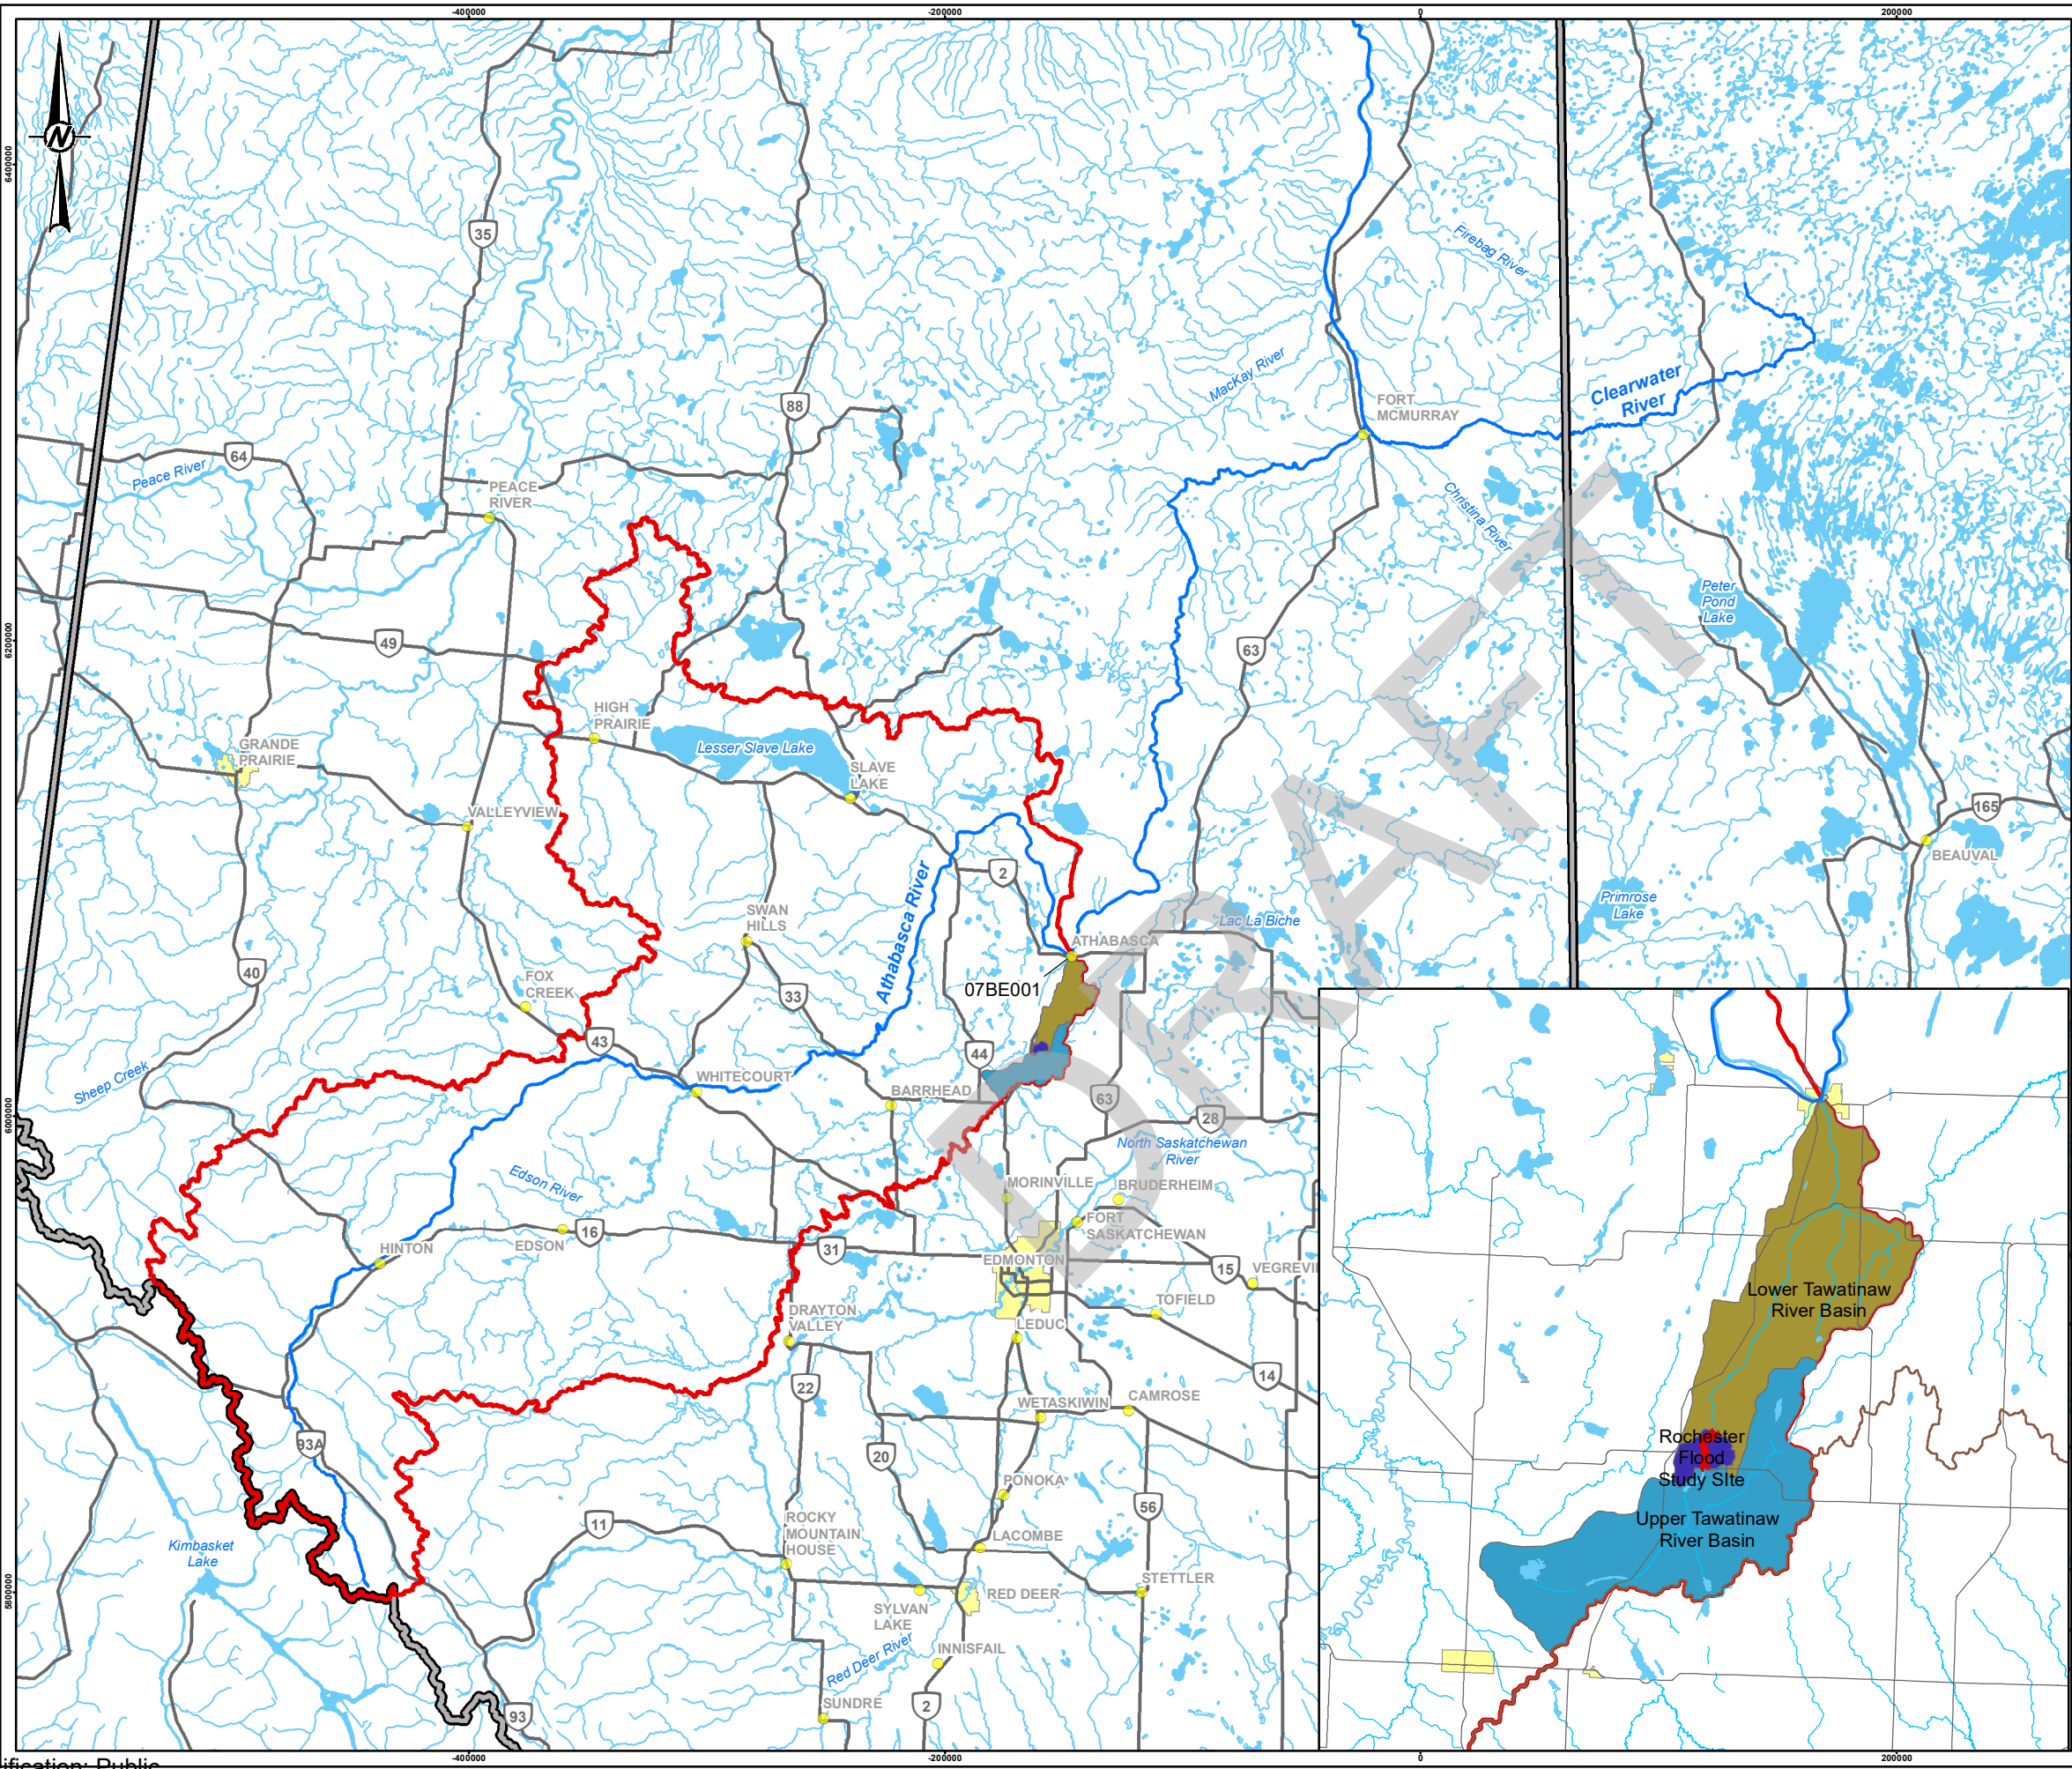 -400000
-200000
0
200000
N
6400000
35
Firebag River
MacKay River
Clearwater
River
FORT
MCMURRAY
88
64
Peace River
PEACE
RIVER
Christina River
Peter
Pond
Lake
6200000
49
63
HIGH
PRAIRIE
Lesser Slave Lake
GRANDE
PRAIRIE
SLAVE
LAKE
VALLEYVIEW
165
BEAUVAL
2
Athabasca River
Primrose
Lake
SWAN
HILLS
Lac La Biche
ATHABASCA
40
FOX
CREEK
33
07BE001
43
44
Sheep Creek
WHITECOURT
BARRHEAD
63
28
6000000
North Saskatchewan
River
Edson River
MORINVILLE
BRUDERHEIM
FORT
SASKATCHEWAN
16
EDSON
HINTON
31
EDMONTON
15
VEGREVI
DRAYTON
VALLEY
TOFIELD
LEDUC
14
22
WETASKIWIN
CAMROSE
93A
20
PONOKA
56
11
ROCKY
MOUNTAIN
HOUSE
LACOMBE
Kimbasket
Lake
STETTLER
5800000
RED DEER
SYLVAN
LAKE
Red Deer River
INNISFAIL
SUNDRE
2
93
DRAFT
Lower Tawatinaw
River Basin
Rochester
Flood
Study SIte
Upper Tawatinaw
River Basin
-400000
-200000
0
200000
ification: Public